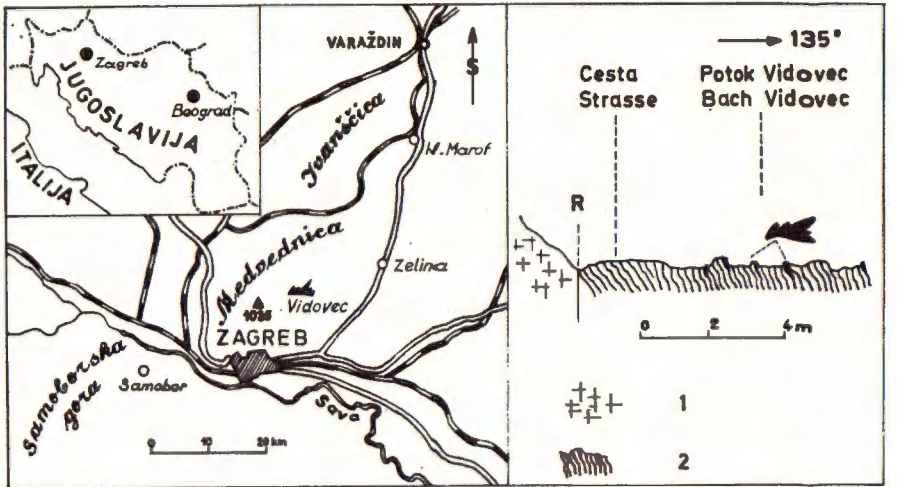 Zagreb
Beograd
JUGOSLAVIJA
ITALIJA
VARAŽDIN
S
Ivanščica
N. Marof
Medvednica
Zelina
Vidovec
1035
ZAGREB
Samoborska
gora
Samobor
Sava
0 10 20 km
135°
Cesta
Strasse
Potok Vidovec
Bach Vidovec
R
0 2 4 m
1
2